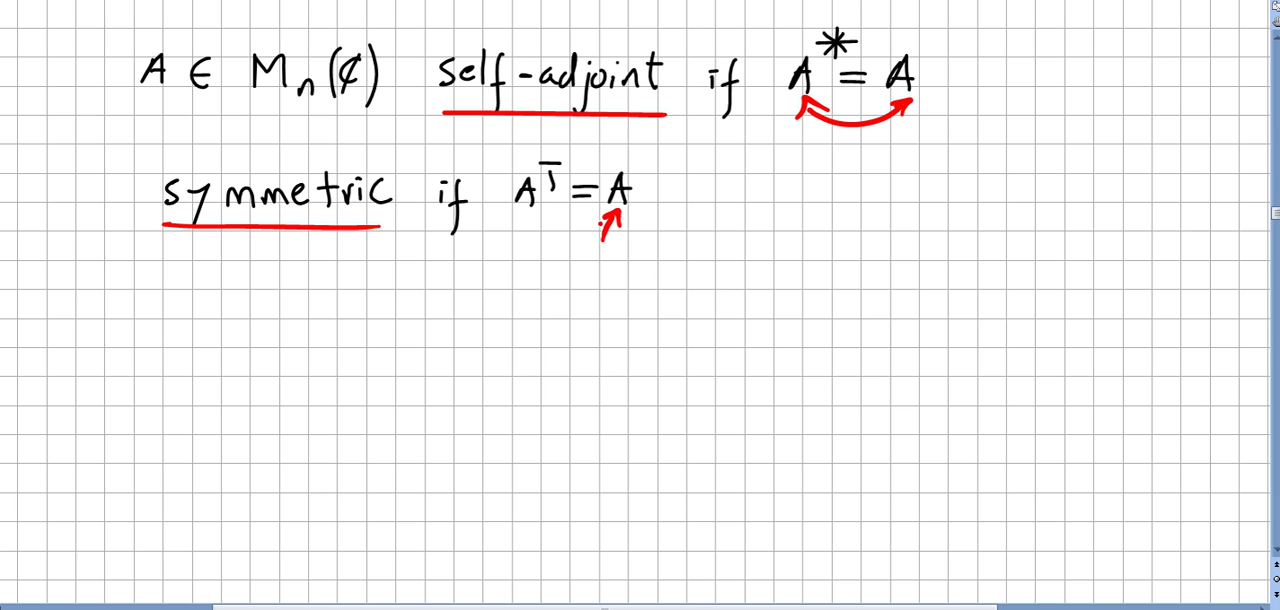 A ∈ Mₙ(ℂ) self-adjoint if A* = A
symmetric if Aᵀ = A